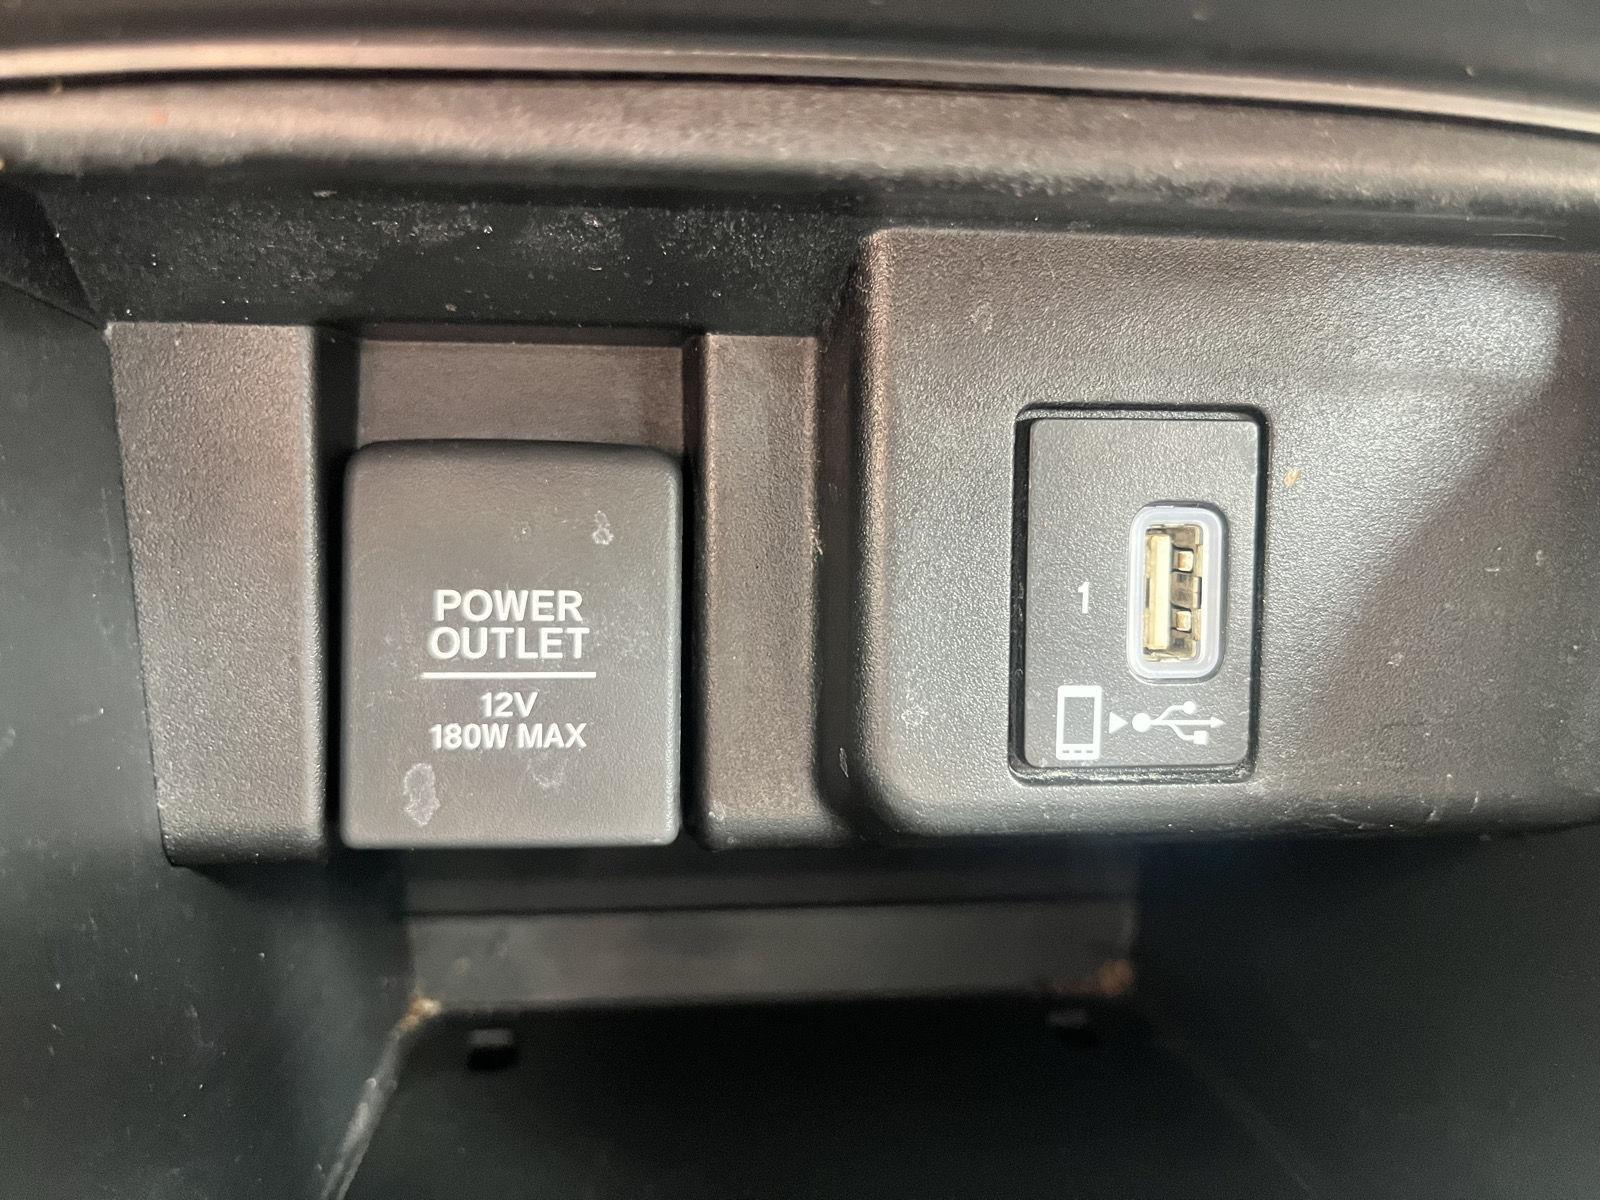 POWER
OUTLET
12V
180W MAX
1